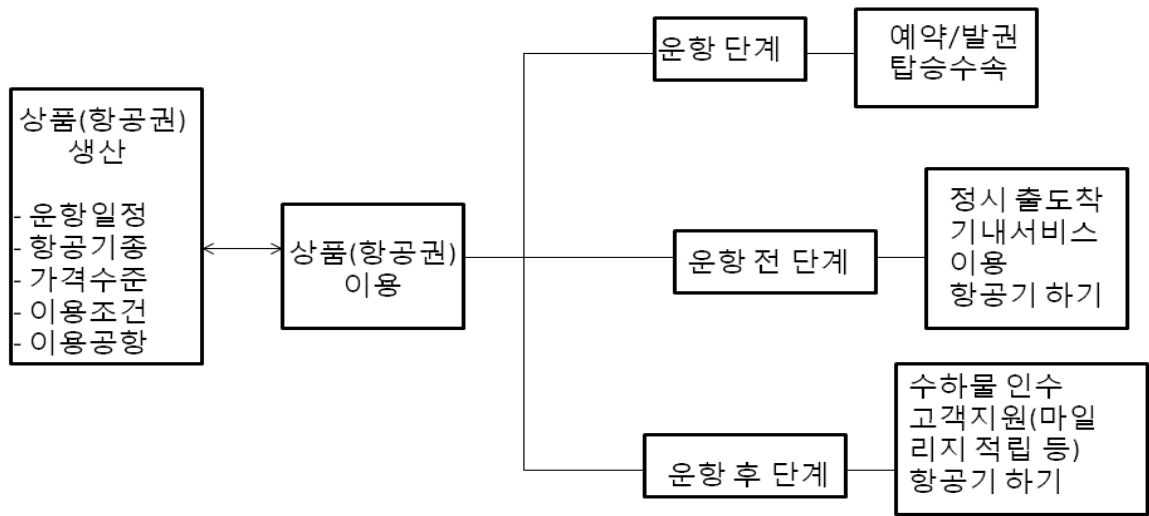 상품(항공권)
생산
- 운항일정
- 항공기종
- 가격수준
- 이용조건
- 이용공항
상품(항공권)
이용
운항 단계
예약/발권
탑승수속
운항 전 단계
정시 출도착
기내서비스
이용
항공기 하기
운항 후 단계
수하물 인수
고객지원(마일
리지 적립 등)
항공기 하기